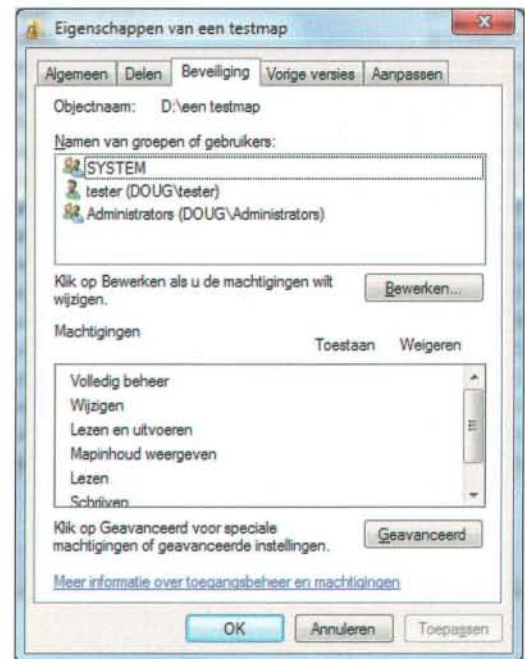 Eigenschappen van een testmap
Algemeen Delen Beveiliging Vorige versies Aanpassen
Objectnaam: D:\een testmap
Namen van groepen of gebruikers:
SYSTEM
tester (DOUG\tester)
Administrators (DOUG\Administrators)
Klik op Bewerken als u de machtigingen wilt
wijzigen.
Bewerken...
Machtigingen
Toestaan Weigeren
Volledig beheer
Wijzigen
Lezen en uitvoeren
Mapinhoud weergeven
Lezen
Schrijven
Klik op Geavanceerd voor speciale
machtigingen of geavanceerde instellingen.
Geavanceerd
Meer informatie over toegangsbeheer en machtigingen
OK Annuleren Toepassen